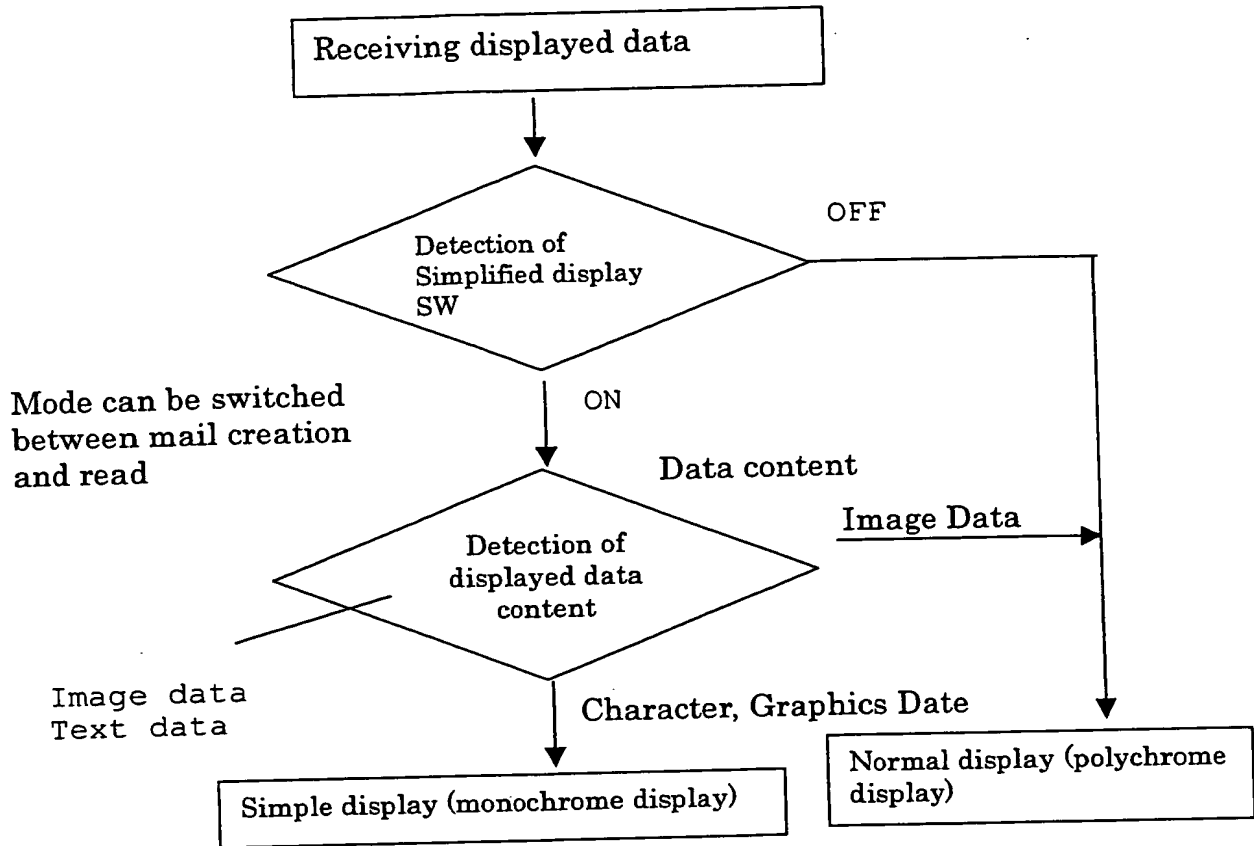 Receiving displayed data
OFF
Detection of
Simplified display
SW
Mode can be switched
between mail creation
and read
ON
Data content
Image Data
Detection of
displayed data
content
Image data
Text data
Character, Graphics Date
Simple display (monochrome display)
Normal display (polychrome
display)